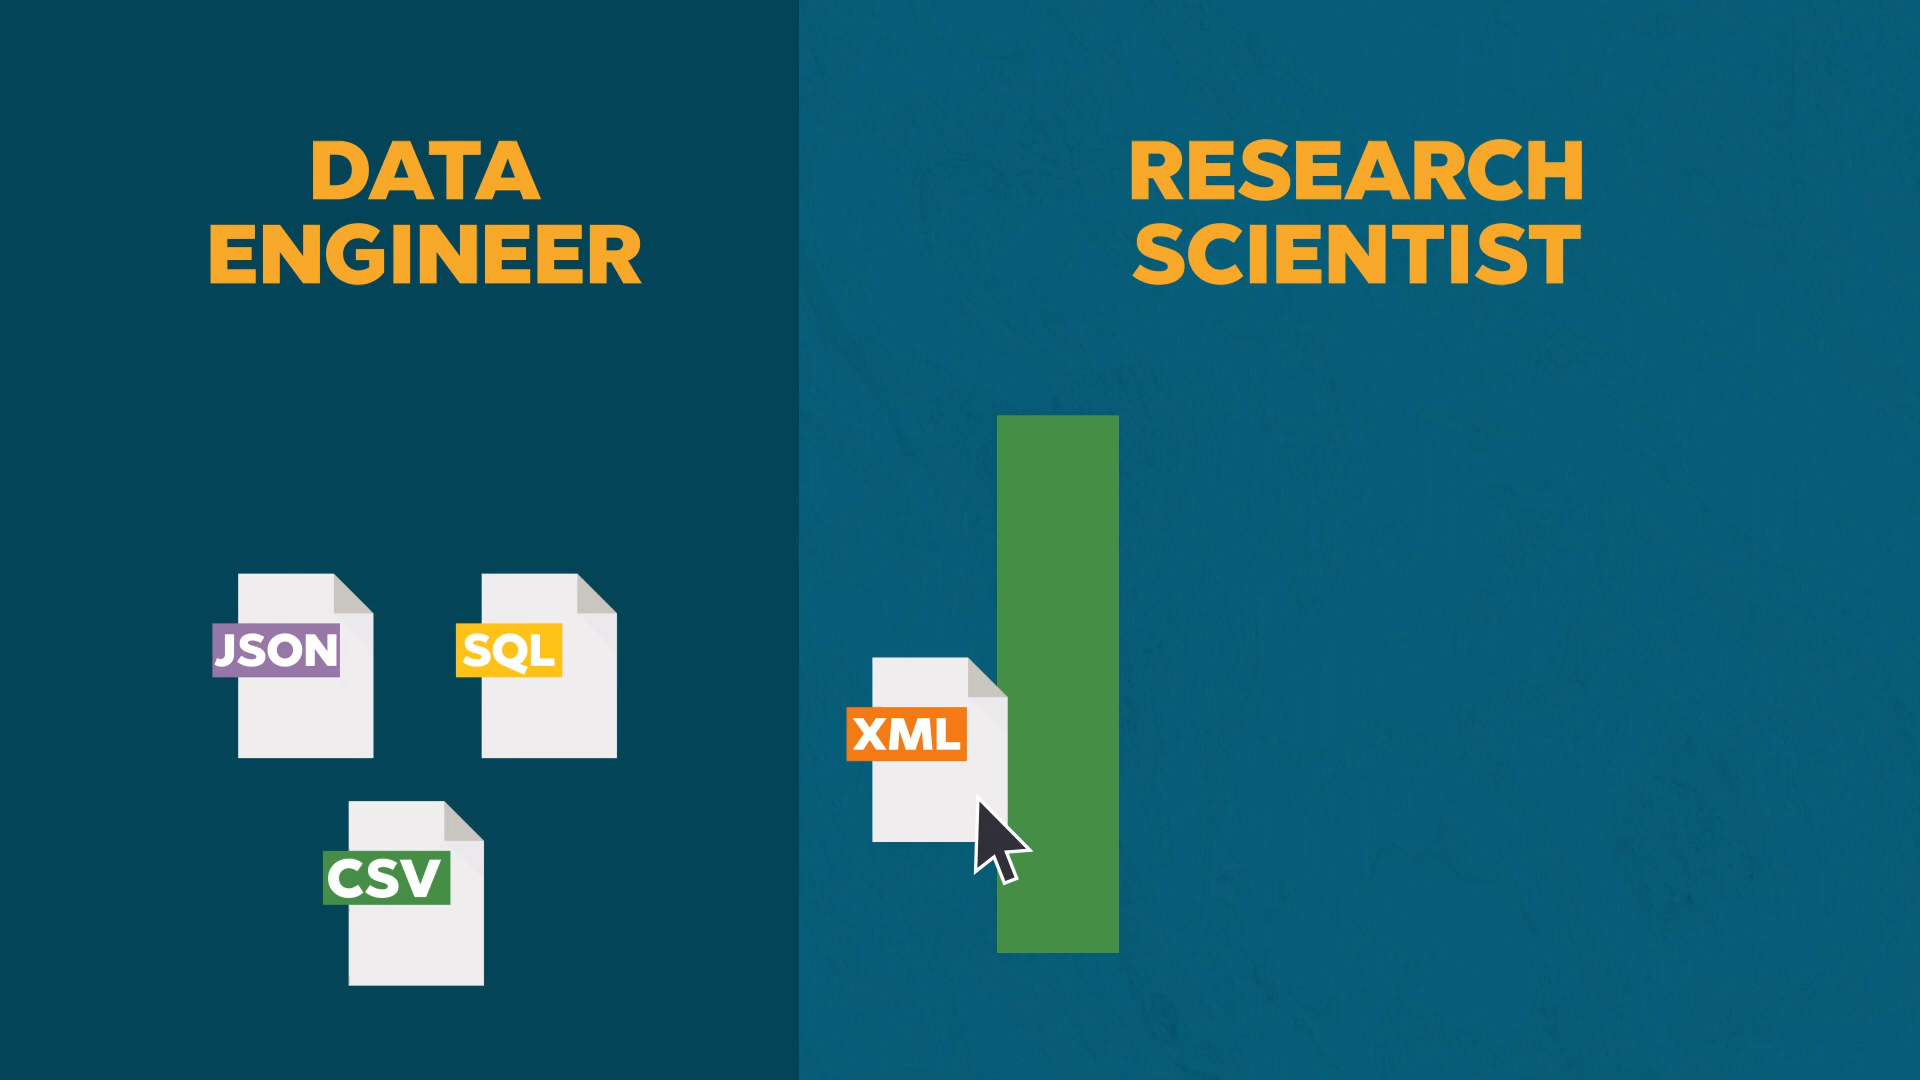 DATA
ENGINEER
RESEARCH
SCIENTIST
JSON
SQL
XML
CSV